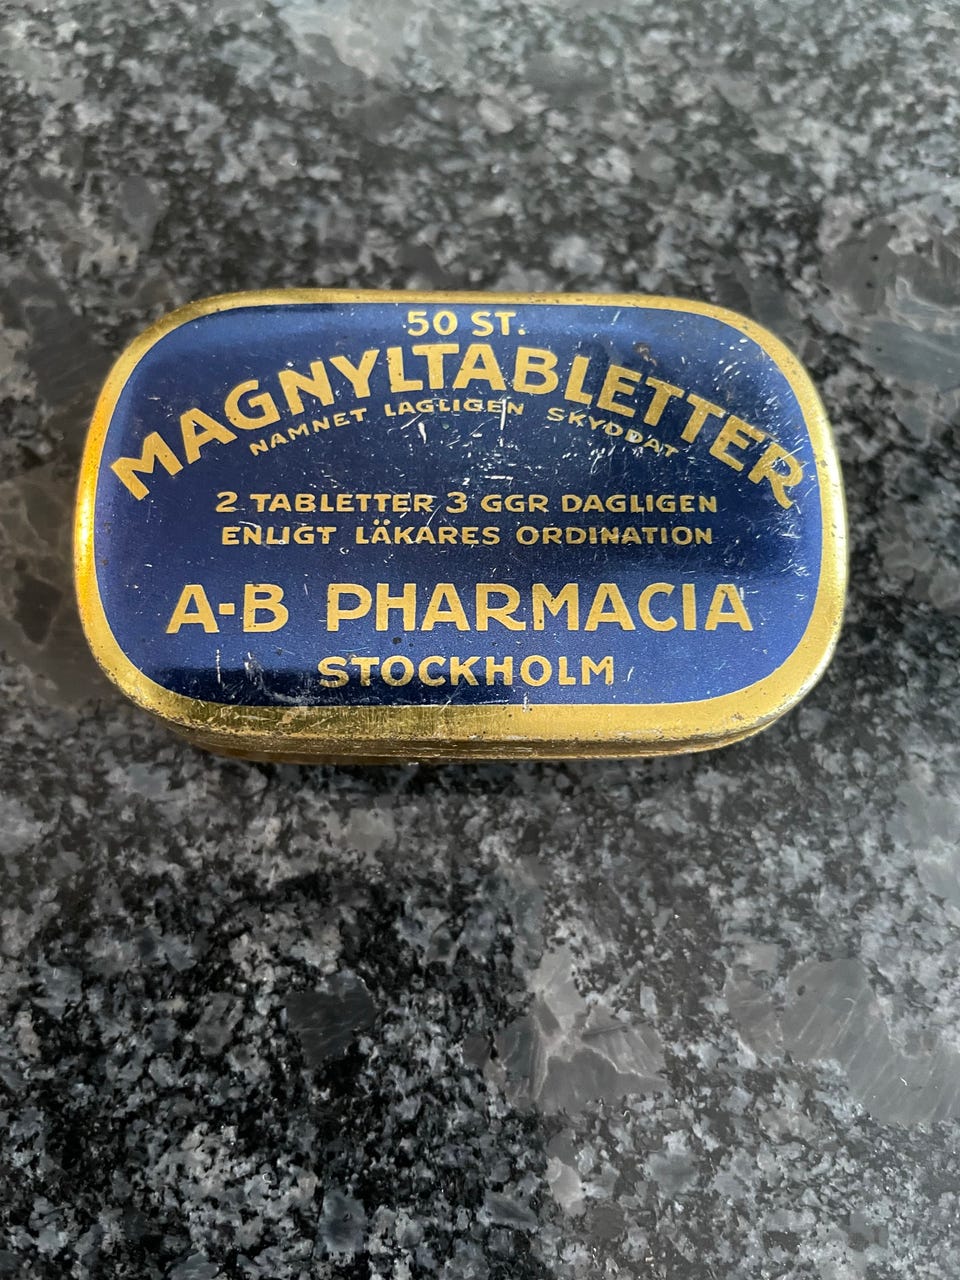 50 ST.
MAGNYLTABLETTER
NAMNET LAGLIGEN SKYDDAT
2 TABLETTER 3 GGR DAGLIGEN
ENLIGT LÄKARES ORDINATION
A-B PHARMACIA
STOCKHOLM